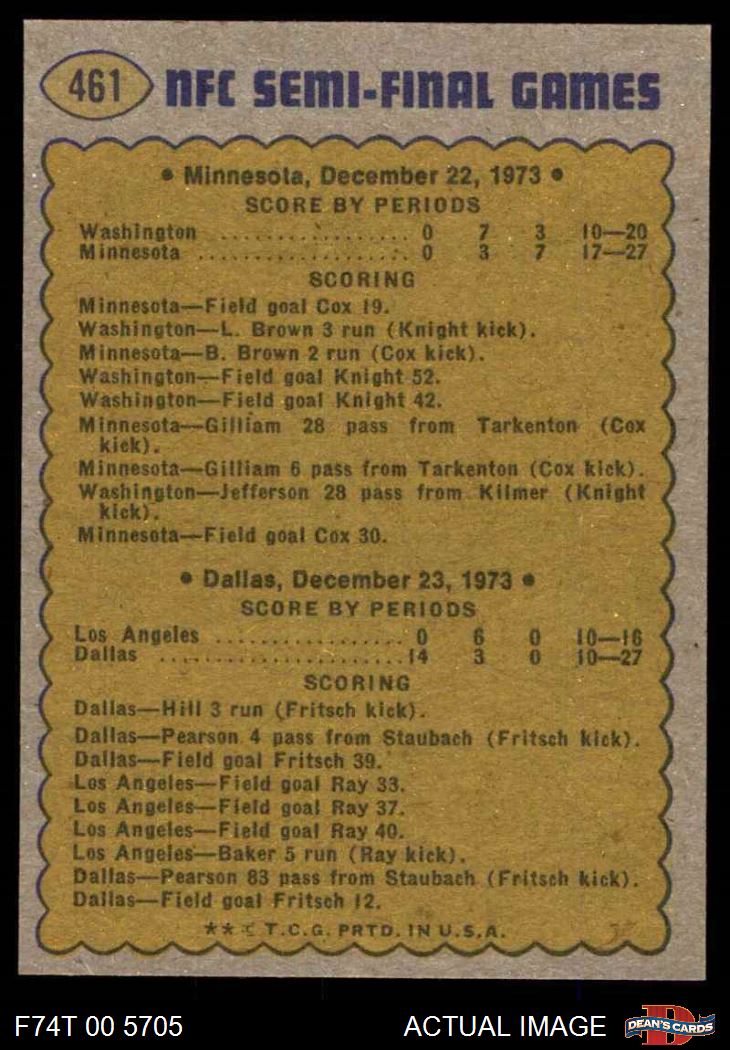 461 NFC SEMI-FINAL GAMES
• Minnesota, December 22, 1973 •
SCORE BY PERIODS
Washington .................. 0 7 3 10—20
Minnesota .................... 0 3 7 17—27
SCORING
Minnesota—Field goal Cox 19.
Washington—L. Brown 3 run (Knight kick).
Minnesota—B. Brown 2 run (Cox kick).
Washington—Field goal Knight 52.
Washington—Field goal Knight 42.
Minnesota—Gilliam 28 pass from Tarkenton (Cox
kick).
Minnesota—Gilliam 6 pass from Tarkenton (Cox kick).
Washington—Jefferson 28 pass from Kilmer (Knight
kick).
Minnesota—Field goal Cox 30.
• Dallas, December 23, 1973 •
SCORE BY PERIODS
Los Angeles .................. 0 6 0 10—16
Dallas ....................... 14 3 0 10—27
SCORING
Dallas—Hill 3 run (Fritsch kick).
Dallas—Pearson 4 pass from Staubach (Fritsch kick).
Dallas—Field goal Fritsch 39.
Los Angeles—Field goal Ray 33.
Los Angeles—Field goal Ray 37.
Los Angeles—Field goal Ray 40.
Los Angeles—Baker 5 run (Ray kick).
Dallas—Pearson 83 pass from Staubach (Fritsch kick).
Dallas—Field goal Fritsch 12.
** © T.C.G. PRTD. IN U.S.A.
F74T 00 5705 ACTUAL IMAGE D DEAN'S CARDS